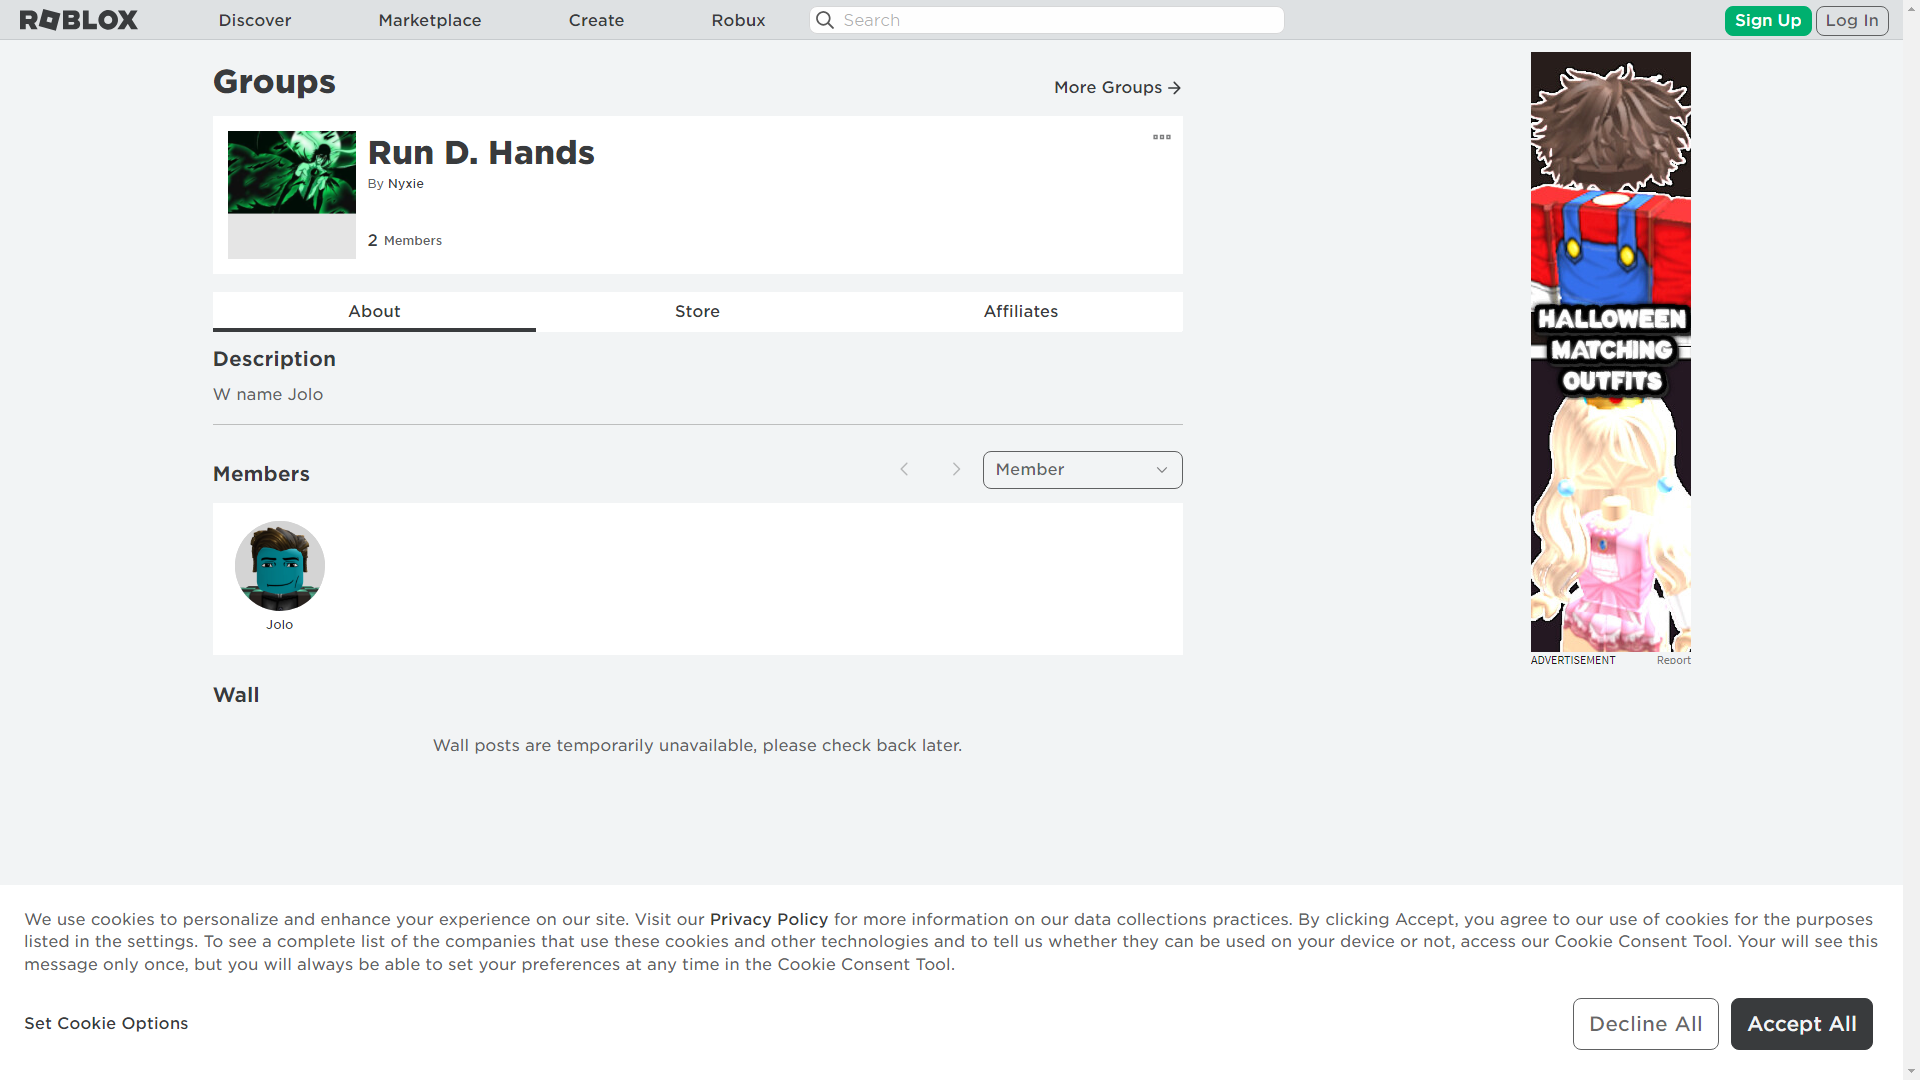 ROBLOX
Discover
Marketplace
Create
Robux
Search
Sign Up
Log In
Groups
More Groups
Run D. Hands
By Nyxie
2 Members
About
Store
Affiliates
Description
W name Jolo
Members
Member
Jolo
Wall
Wall posts are temporarily unavailable, please check back later.
HALLOWEEN
MATCHING
OUTFITS
ADVERTISEMENT
Report
We use cookies to personalize and enhance your experience on our site. Visit our Privacy Policy for more information on our data collections practices. By clicking Accept, you agree to our use of cookies for the purposes
listed in the settings. To see a complete list of the companies that use these cookies and other technologies and to tell us whether they can be used on your device or not, access our Cookie Consent Tool. Your will see this
message only once, but you will always be able to set your preferences at any time in the Cookie Consent Tool.
Set Cookie Options
Decline All
Accept All